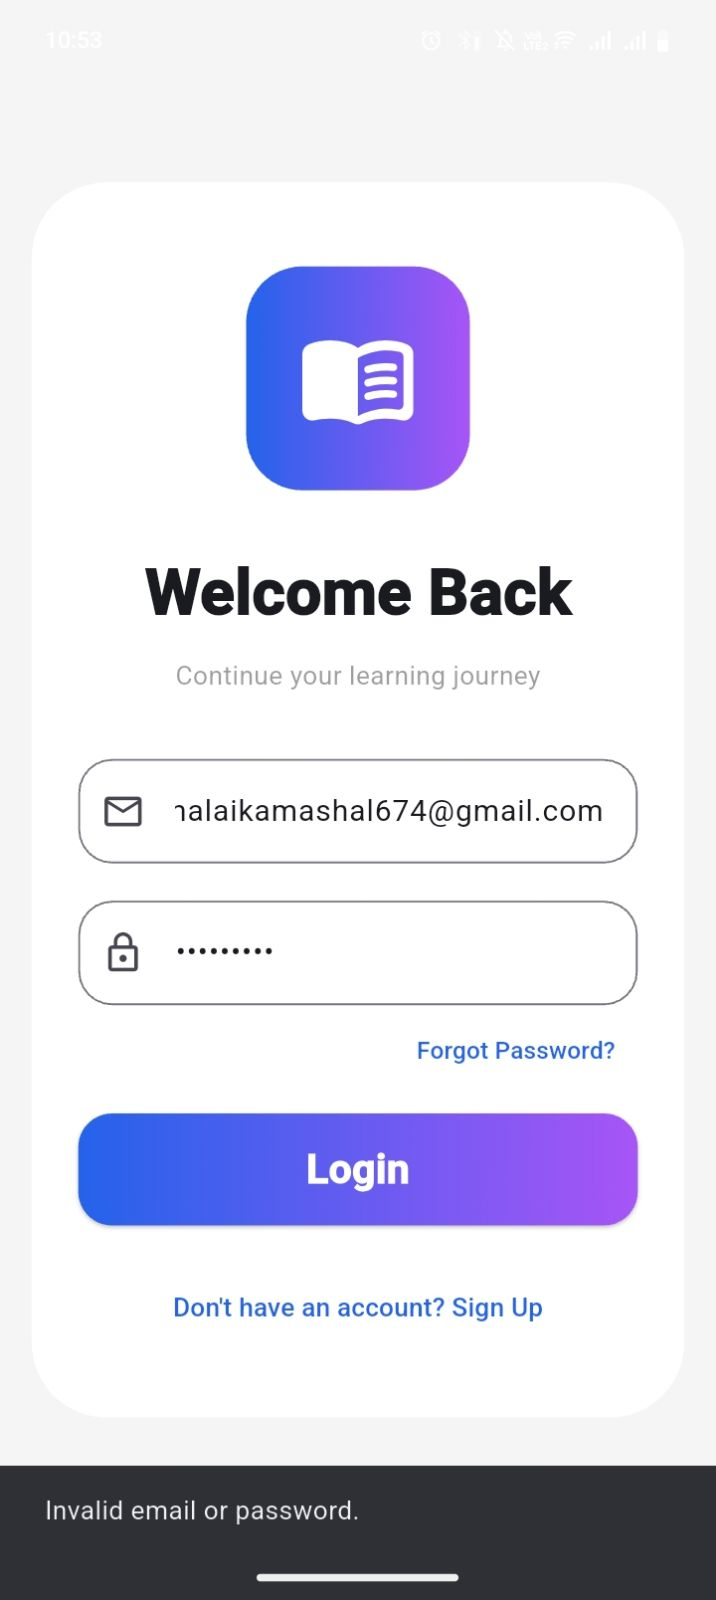 10:53
Welcome Back
Continue your learning journey
nalaikamashal674@gmail.com
•••••••••
Forgot Password?
Login
Don't have an account? Sign Up
Invalid email or password.